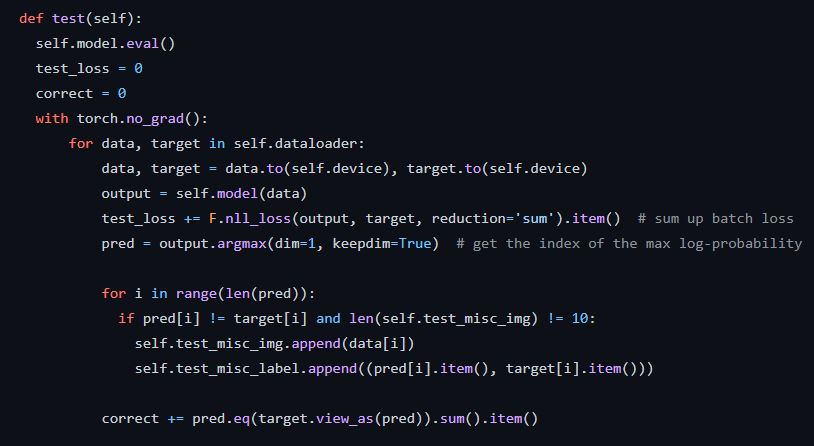 def test(self):
  self.model.eval()
  test_loss = 0
  correct = 0
  with torch.no_grad():
      for data, target in self.dataloader:
          data, target = data.to(self.device), target.to(self.device)
          output = self.model(data)
          test_loss += F.nll_loss(output, target, reduction='sum').item()  # sum up batch loss
          pred = output.argmax(dim=1, keepdim=True)  # get the index of the max log-probability

          for i in range(len(pred)):
            if pred[i] != target[i] and len(self.test_misc_img) != 10:
              self.test_misc_img.append(data[i])
              self.test_misc_label.append((pred[i].item(), target[i].item()))

          correct += pred.eq(target.view_as(pred)).sum().item()